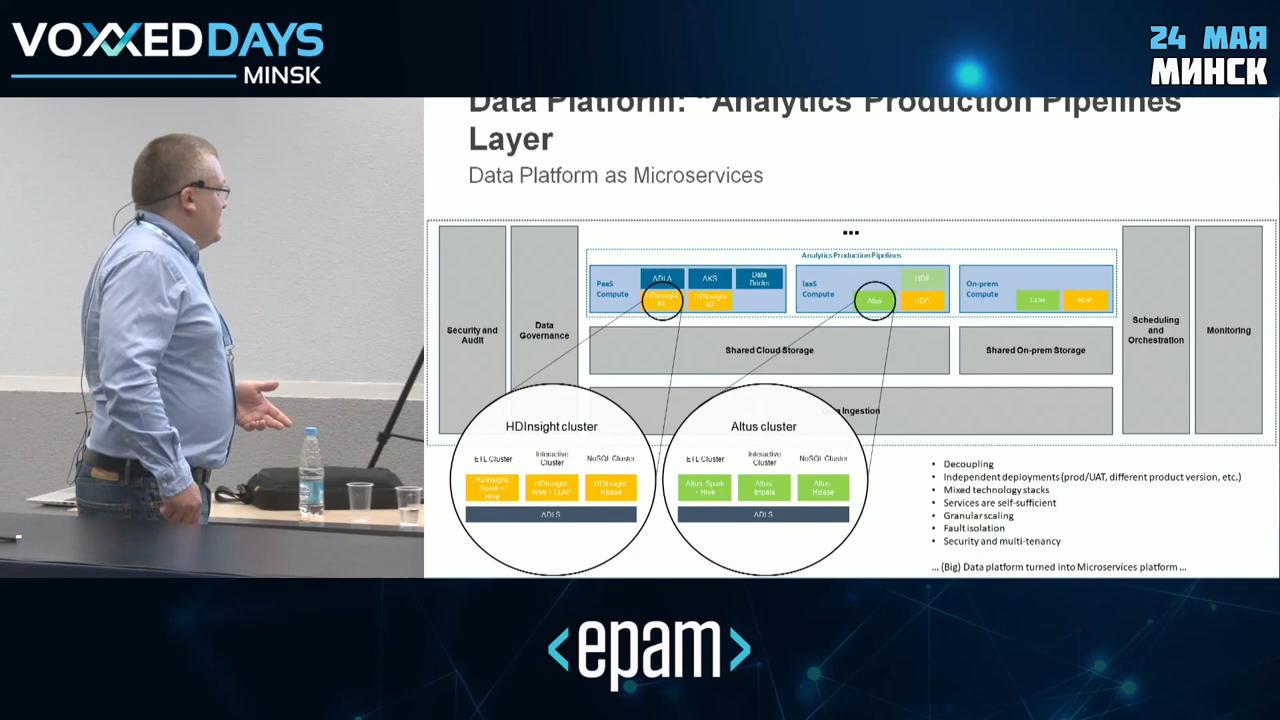 VOXXED DAYS
MINSK
24 МАЯ
МИНСК
Data Platform: "Analytics Production Pipelines"
Layer
Data Platform as Microservices
...
Analytics Production Pipelines
Security and
Audit
Data
Governance
PaaS
Compute
ADLA
AKS
Data
Bricks
HDInsight
#1
HDInsight
#2
IaaS
Compute
HDF
Altus
HDP
On-prem
Compute
CDH
HDP
Scheduling
and
Orchestration
Monitoring
Shared Cloud Storage
Shared On-prem Storage
Ingestion
HDInsight cluster
ETL Cluster
Interactive
Cluster
NoSQL Cluster
HDInsight
Spark +
Hive
HDInsight
Hive + LLAP
HDInsight
HBase
ADLS
Altus cluster
ETL Cluster
Interactive
Cluster
NoSQL Cluster
Altus Spark
+ Hive
Altus
Impala
Altus
HBase
ADLS
• Decoupling
• Independent deployments (prod/UAT, different product version, etc.)
• Mixed technology stacks
• Services are self-sufficient
• Granular scaling
• Fault isolation
• Security and multi-tenancy
... (Big) Data platform turned into Microservices platform ...
<epam>